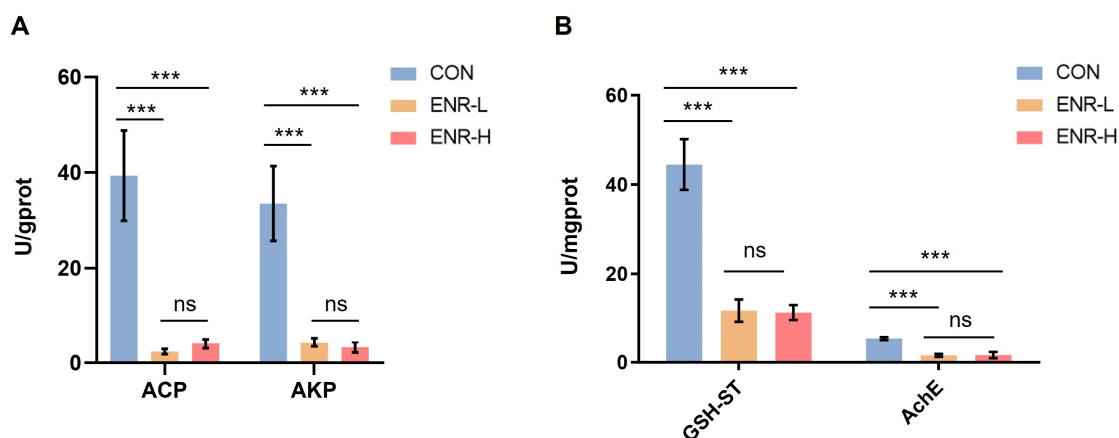 A
U/gprot
60
40
20
0
***
***
***
***
ns
ns
ACP
AKP
CON
ENR-L
ENR-H
B
U/mgprot
60
40
20
0
***
***
ns
***
***
ns
GSH-ST
AchE
CON
ENR-L
ENR-H